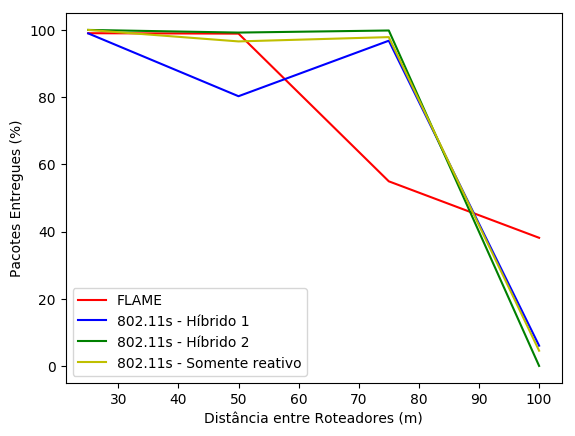 Pacotes Entregues (%)
100
80
60
40
20
0
FLAME
802.11s - Híbrido 1
802.11s - Híbrido 2
802.11s - Somente reativo
30 40 50 60 70 80 90 100
Distância entre Roteadores (m)